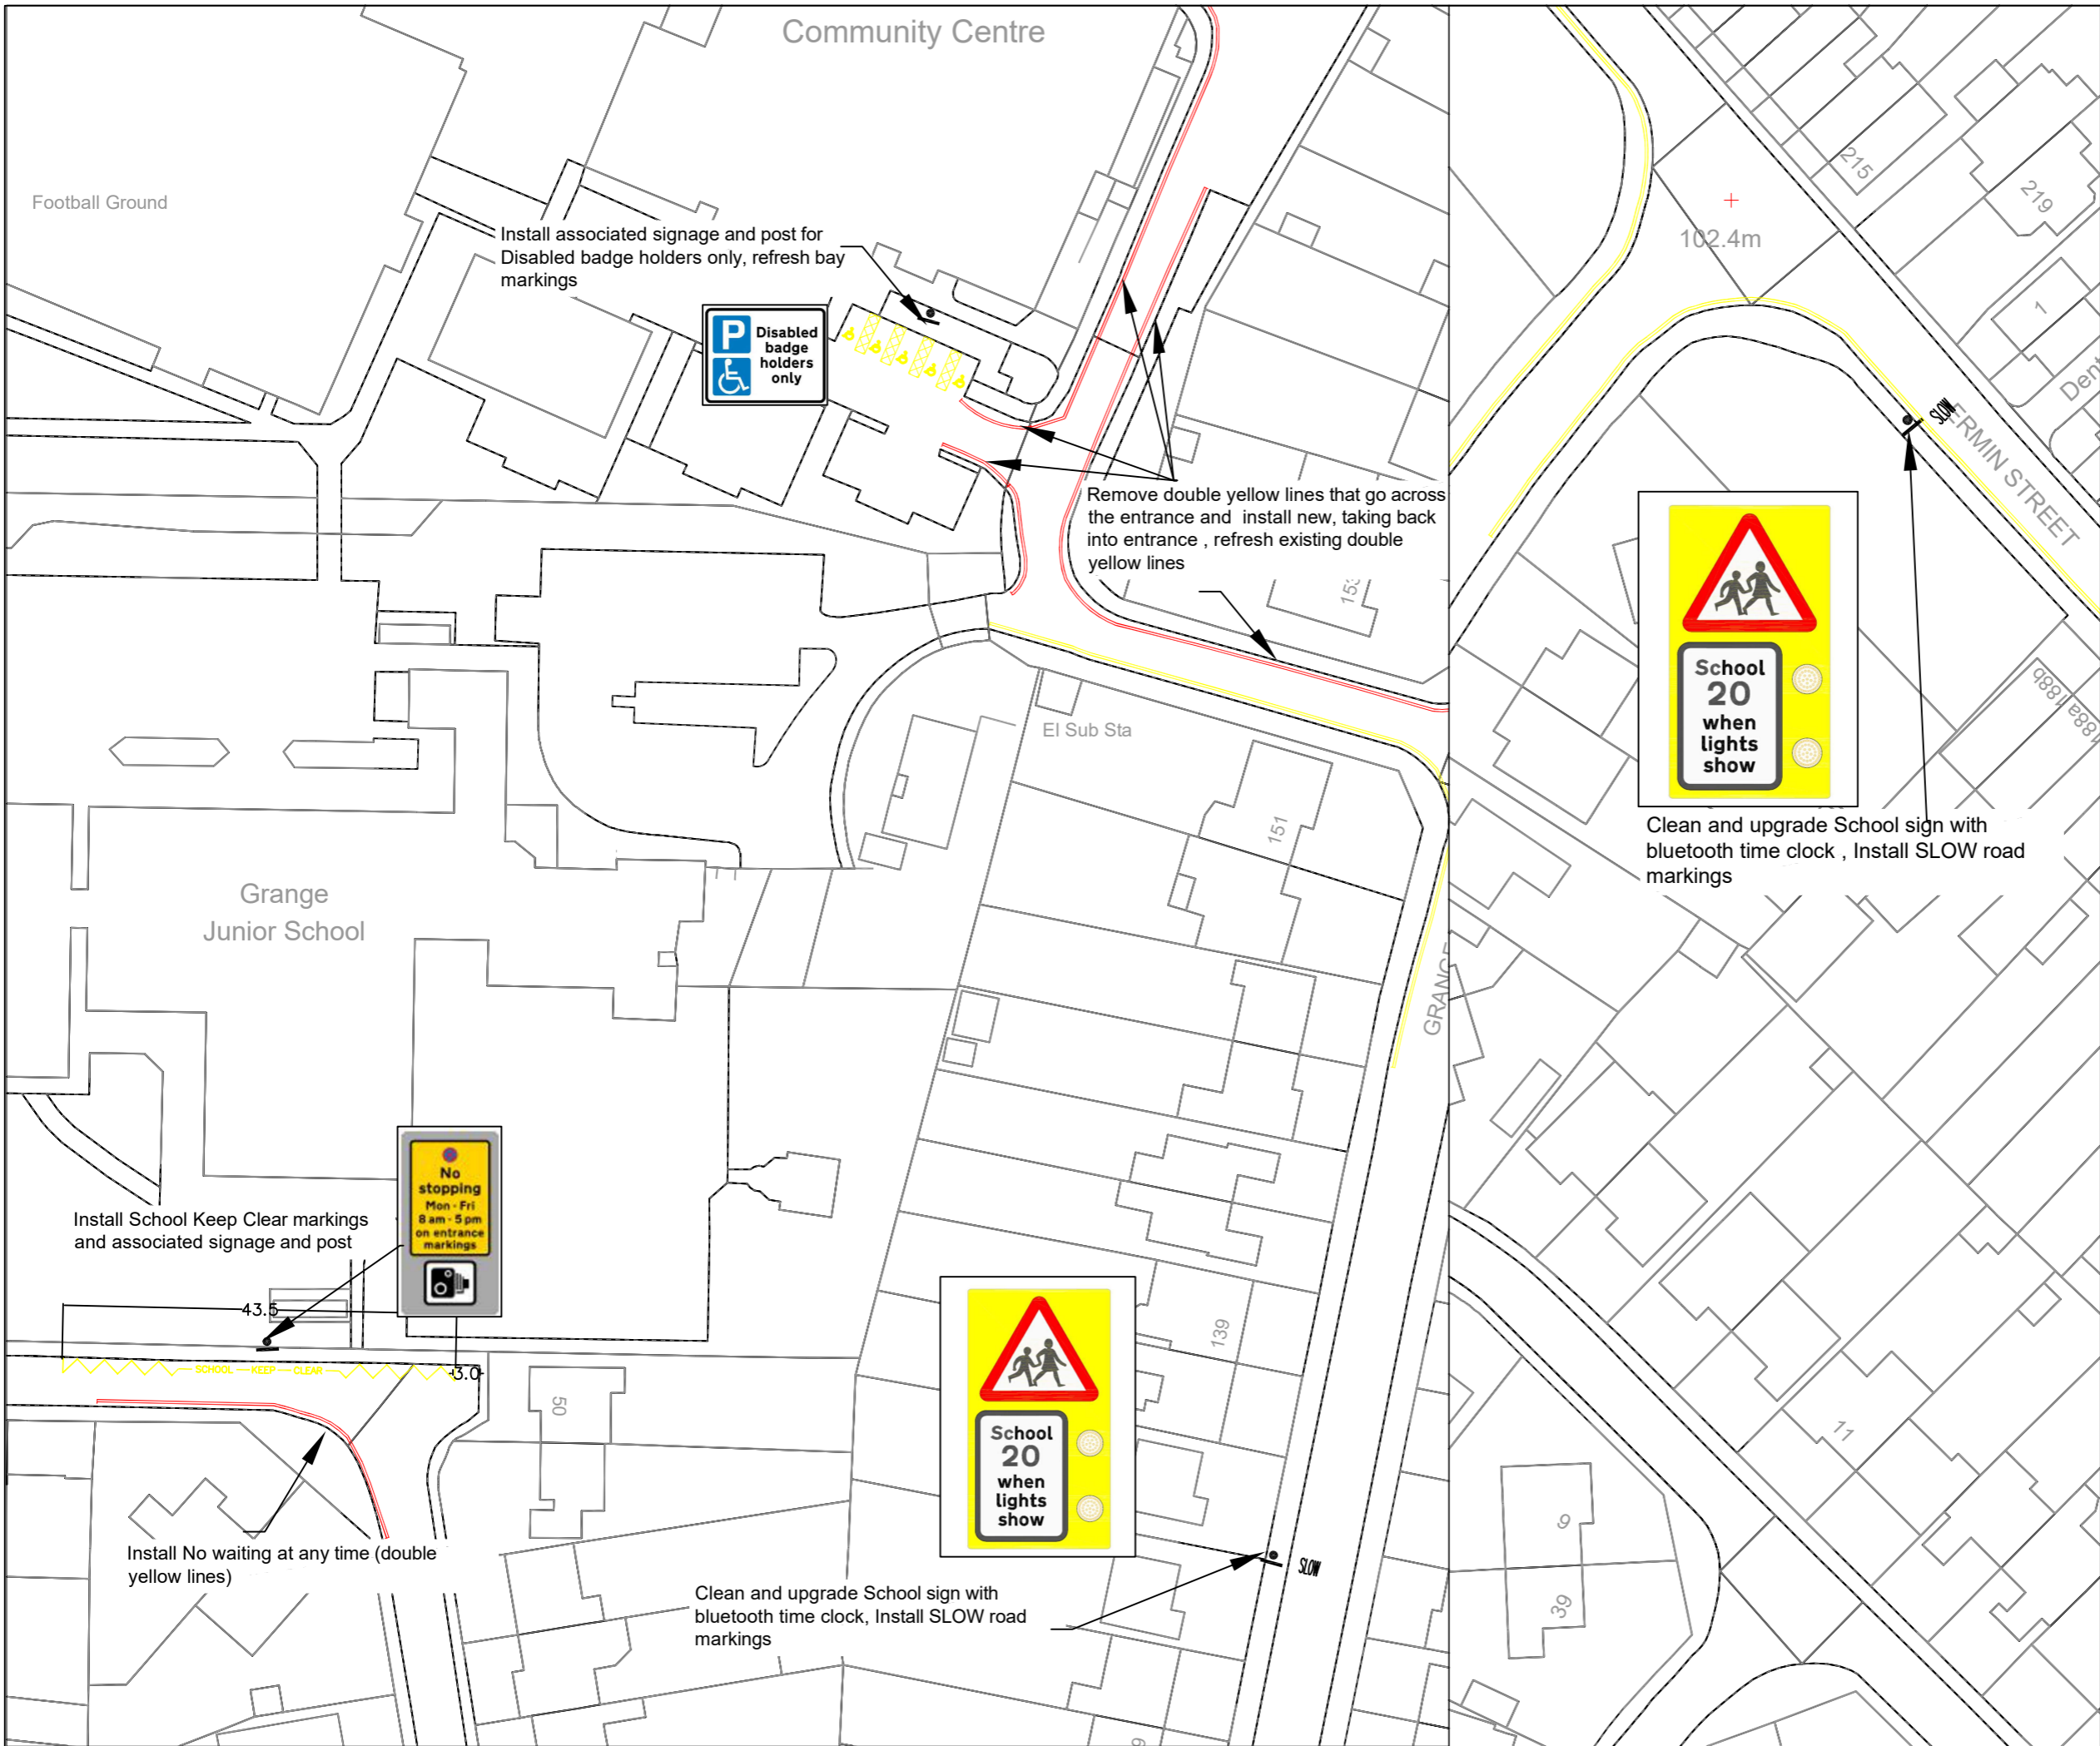 Community Centre
Football Ground
Install associated signage and post for
Disabled badge holders only, refresh bay
markings
P
Disabled
badge
holders
only
Remove double yellow lines that go across
the entrance and install new, taking back
into entrance , refresh existing double
yellow lines
El Sub Sta
151
139
Grange
Junior School
No
stopping
Mon - Fri
8 am - 5 pm
on entrance
markings
Install School Keep Clear markings
and associated signage and post
43.5
SCHOOL KEEP CLEAR
3.0
50
Install No waiting at any time (double
yellow lines)
School
20
when
lights
show
SLOW
Clean and upgrade School sign with
bluetooth time clock, Install SLOW road
markings
215
219
102.4m
1
SLOW
ERMIN STREET
School
20
when
lights
show
188b
188a
Clean and upgrade School sign with
bluetooth time clock , Install SLOW road
markings
11
9
39